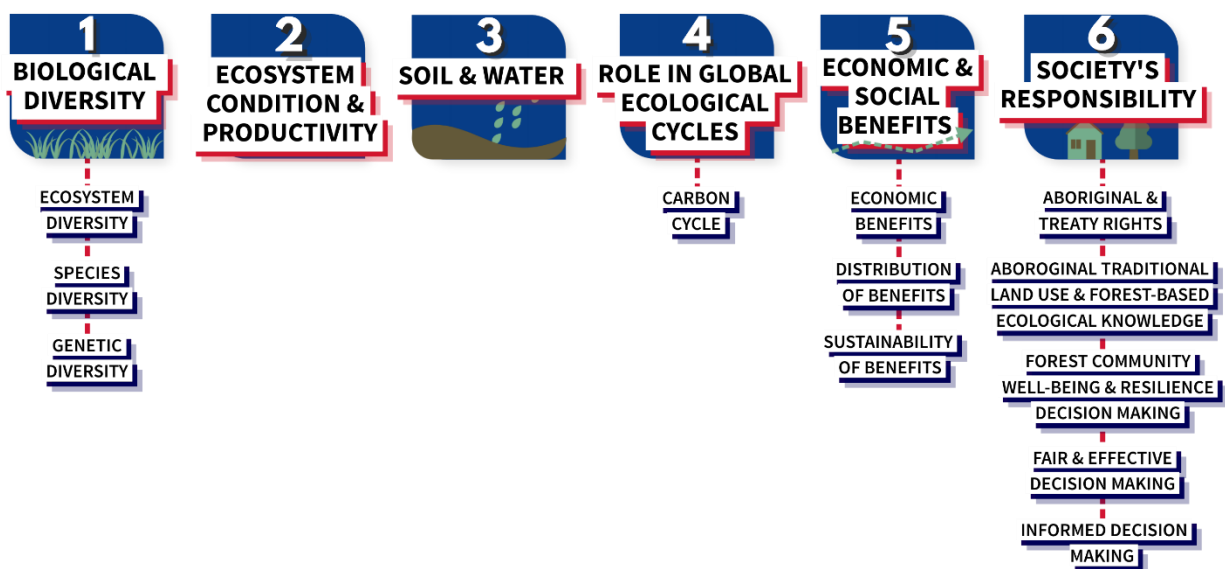 1
BIOLOGICAL
DIVERSITY
ECOSYSTEM
DIVERSITY
SPECIES
DIVERSITY
GENETIC
DIVERSITY
2
ECOSYSTEM
CONDITION &
PRODUCTIVITY
3
SOIL & WATER
4
ROLE IN GLOBAL
ECOLOGICAL
CYCLES
CARBON
CYCLE
5
ECONOMIC &
SOCIAL
BENEFITS
ECONOMIC
BENEFITS
DISTRIBUTION
OF BENEFITS
SUSTAINABILITY
OF BENEFITS
6
SOCIETY'S
RESPONSIBILITY
ABORIGINAL &
TREATY RIGHTS
ABOROGINAL TRADITIONAL
LAND USE & FOREST-BASED
ECOLOGICAL KNOWLEDGE
FOREST COMMUNITY
WELL-BEING & RESILIENCE
DECISION MAKING
FAIR & EFFECTIVE
DECISION MAKING
INFORMED DECISION
MAKING